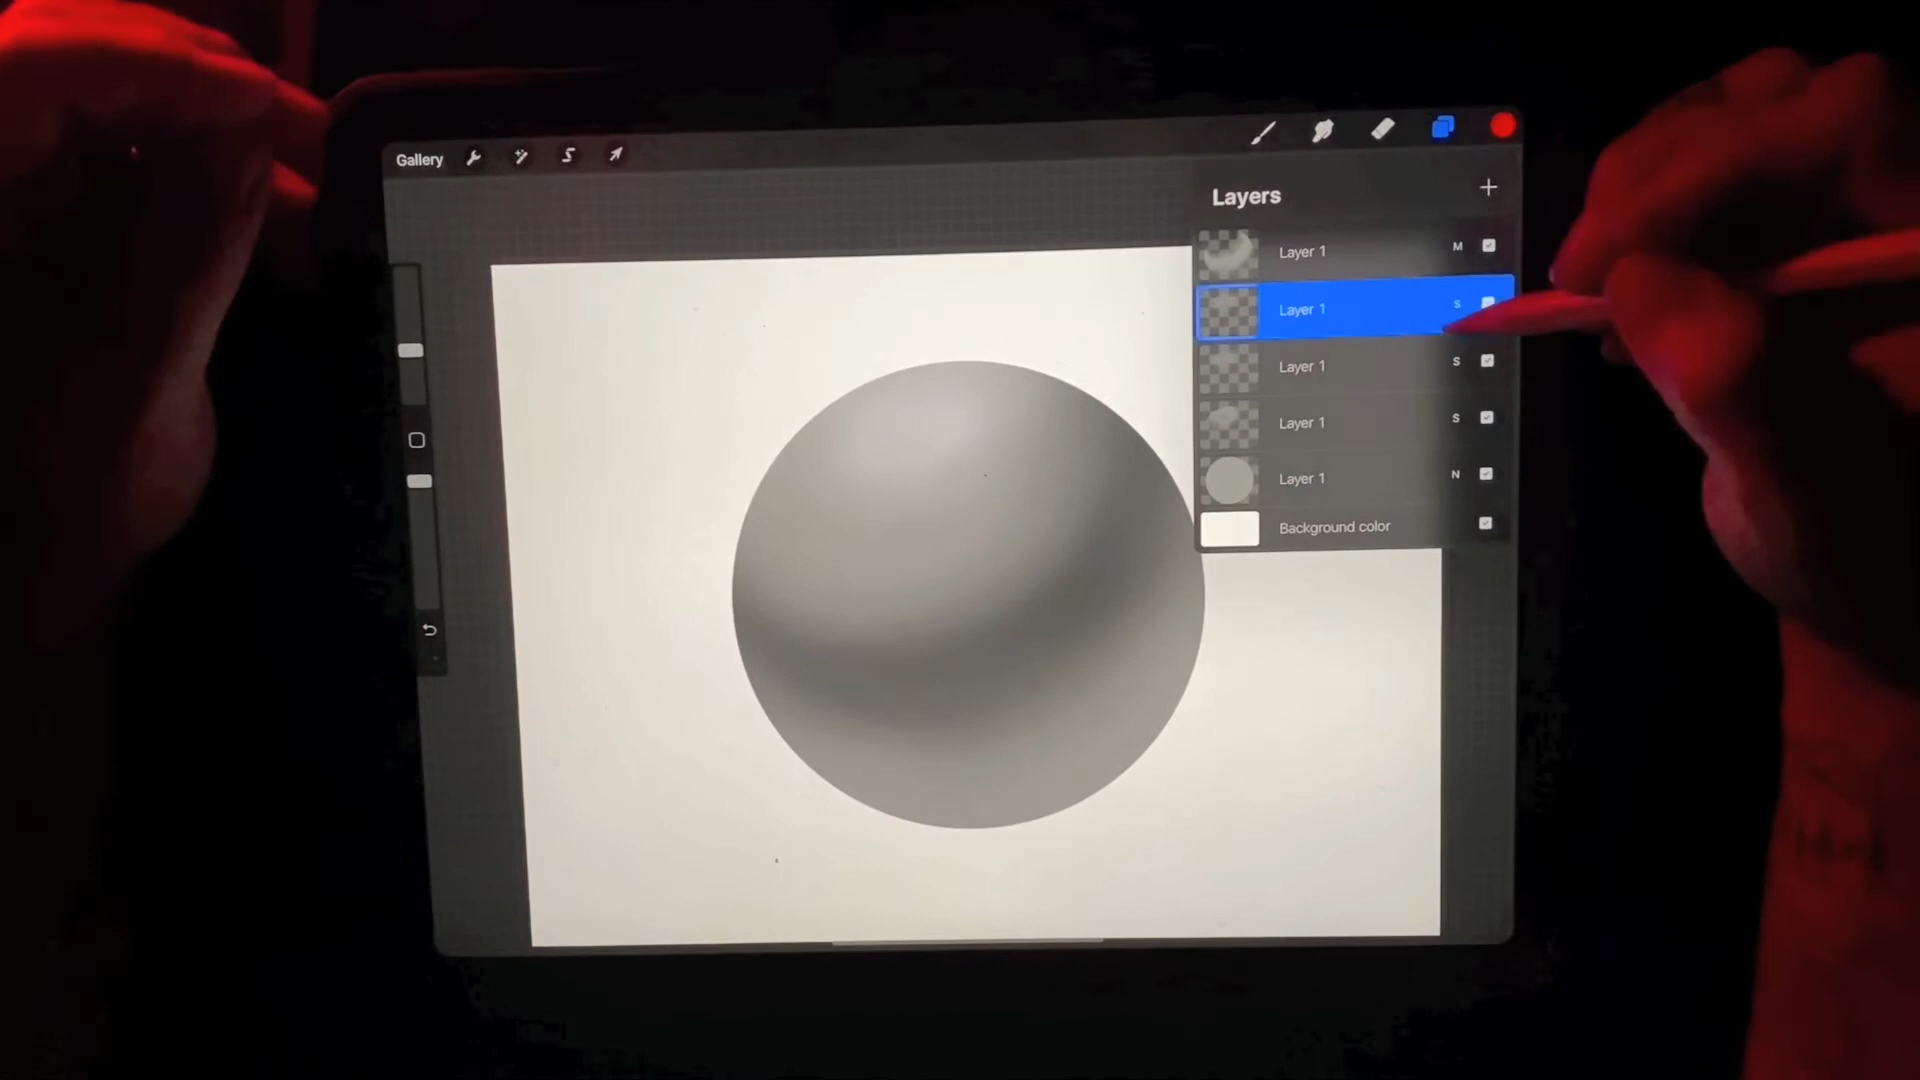 Gallery
Layers
Layer 1 M
Layer 1 S
Layer 1 S
Layer 1 S
Layer 1 N
Background color